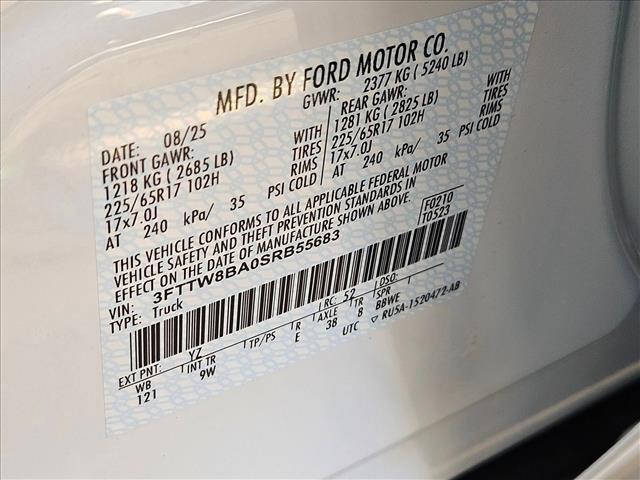 MFD. BY FORD MOTOR CO.
DATE: 08/25 GVWR: 2377 KG ( 5240 LB)
FRONT GAWR: WITH REAR GAWR: WITH
1218 KG ( 2685 LB) TIRES 1281 KG ( 2825 LB) TIRES
225/65R17 102H RIMS 225/65R17 102H RIMS
17x7.0J 17x7.0J
AT 240 kPa/ 35 PSI COLD AT 240 kPa/ 35 PSI COLD
THIS VEHICLE CONFORMS TO ALL APPLICABLE FEDERAL MOTOR
VEHICLE SAFETY AND THEFT PREVENTION STANDARDS IN
EFFECT ON THE DATE OF MANUFACTURE SHOWN ABOVE.
F0210
T0523
VIN: 3FTTW8BA0SRB55683
TYPE: Truck
EXT PNT: YZ RC: 52 DSO:
WB INT TR TP/PS R AXLE TR SPR
121 9W E 38 8 BBWE
UTC ▽ RU5A-1520472-AB